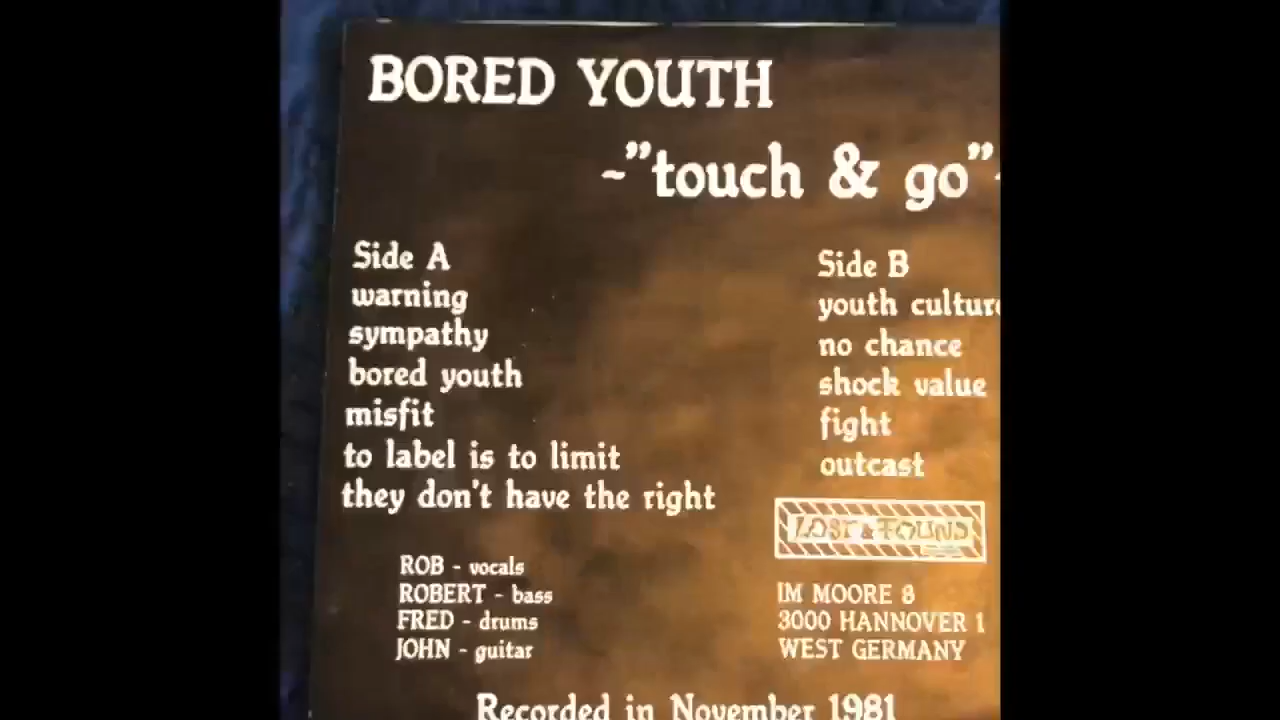 BORED YOUTH
~"touch & go"~
Side A
warning
sympathy
bored youth
misfit
to label is to limit
they don't have the right
Side B
youth culture
no chance
shock value
fight
outcast
LOST & FOUND
ROB - vocals
ROBERT - bass
FRED - drums
JOHN - guitar
IM MOORE 8
3000 HANNOVER 1
WEST GERMANY
Recorded in November 1981